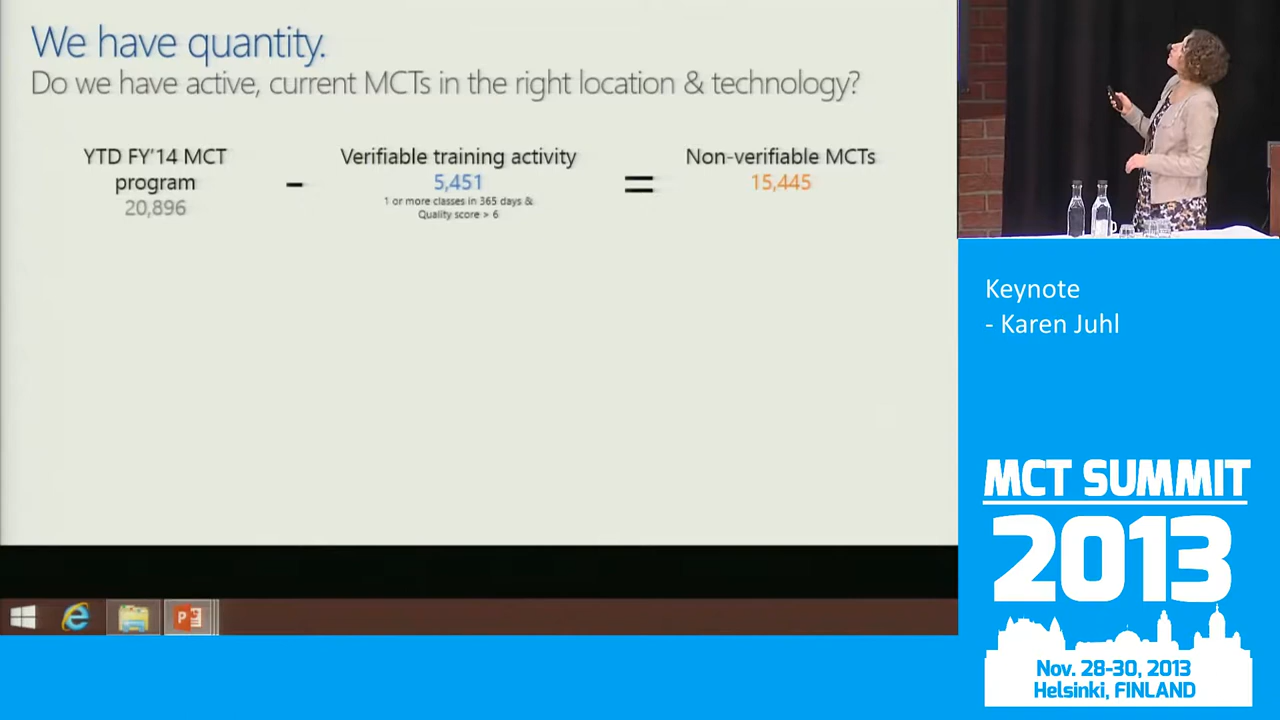 We have quantity.
Do we have active, current MCTs in the right location & technology?
YTD FY'14 MCT
program
20,896
-
Verifiable training activity
5,451
1 or more classes in 365 days &
Quality score > 6
=
Non-verifiable MCTs
15,445
Keynote
- Karen Juhl
MCT SUMMIT
2013
Nov. 28-30, 2013
Helsinki, FINLAND